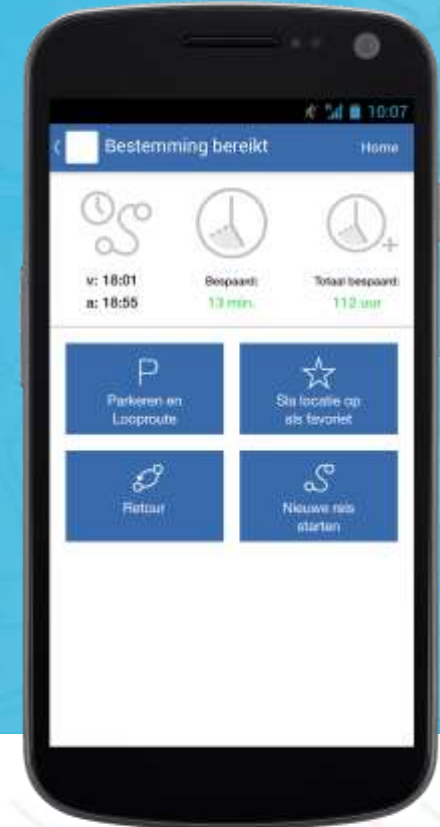 10:07
Bestemming bereikt
Home
v: 18:01
a: 18:55
Bespaard:
13 min.
Totaal bespaard:
112 uur
Parkeren en
Looproute
Sla locatie op
als favoriet
Retour
Nieuwe reis
starten